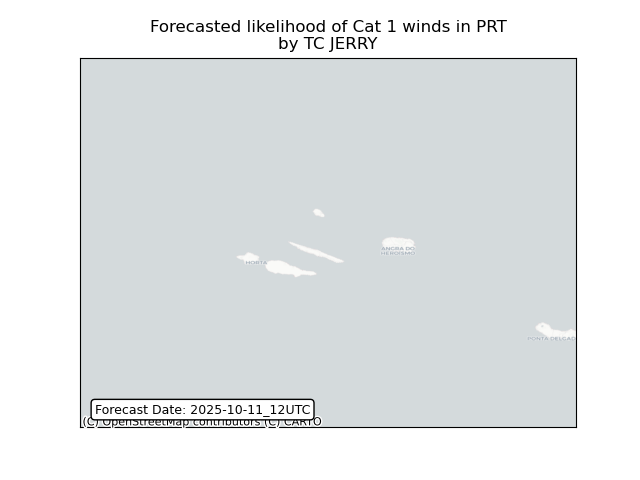 Forecasted likelihood of Cat 1 winds in PRT
by TC JERRY
ANGRA DO
HEROÍSMO
HORTA
PONTA DELGAD
Forecast Date: 2025-10-11_12UTC
(C) OpenStreetMap contributors (C) CARTO